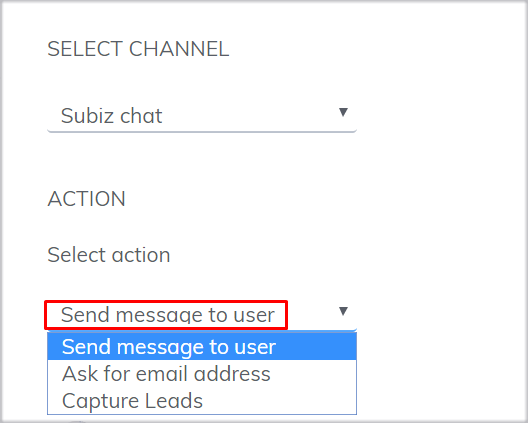 SELECT CHANNEL
Subiz chat
ACTION
Select action
Send message to user
Send message to user
Ask for email address
Capture Leads